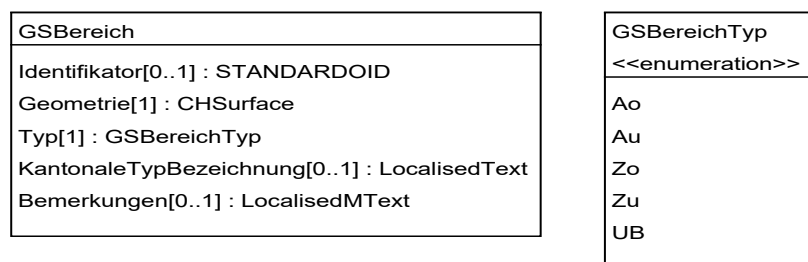 GSBereich
Identifikator[0..1] : STANDARDOID
Geometrie[1] : CHSurface
Typ[1] : GSBereichTyp
KantonaleTypBezeichnung[0..1] : LocalisedText
Bemerkungen[0..1] : LocalisedMText
GSBereichTyp
<<enumeration>>
Ao
Au
Zo
Zu
UB